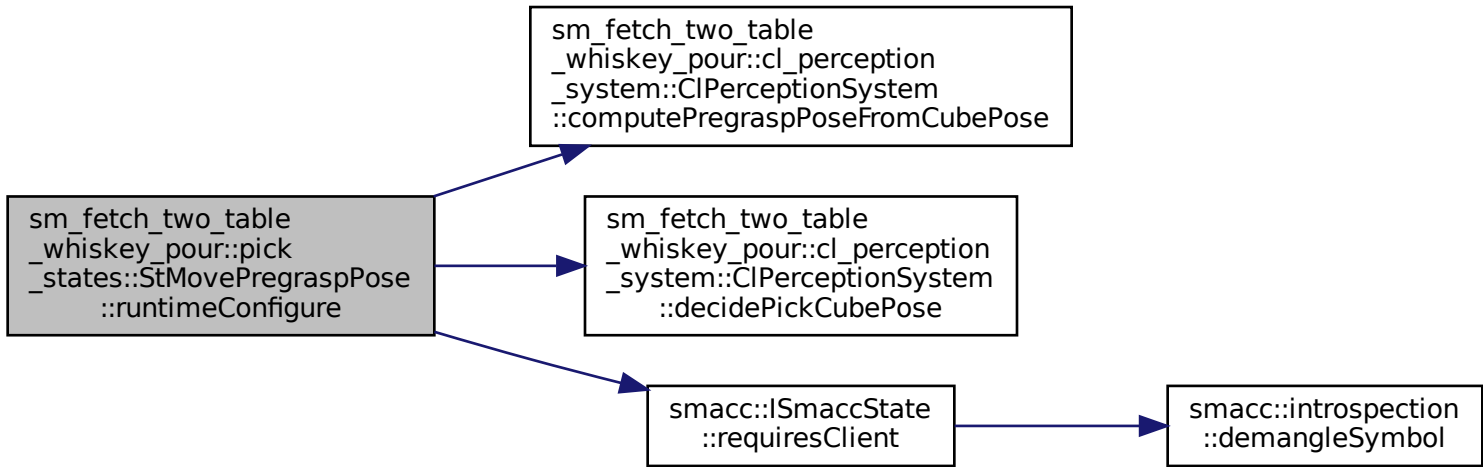 sm_fetch_two_table
_whiskey_pour::cl_perception
_system::ClPerceptionSystem
::computePregraspPoseFromCubePose
sm_fetch_two_table
_whiskey_pour::pick
_states::StMovePregraspPose
::runtimeConfigure
sm_fetch_two_table
_whiskey_pour::cl_perception
_system::ClPerceptionSystem
::decidePickCubePose
smacc::ISmaccState
::requiresClient
smacc::introspection
::demangleSymbol